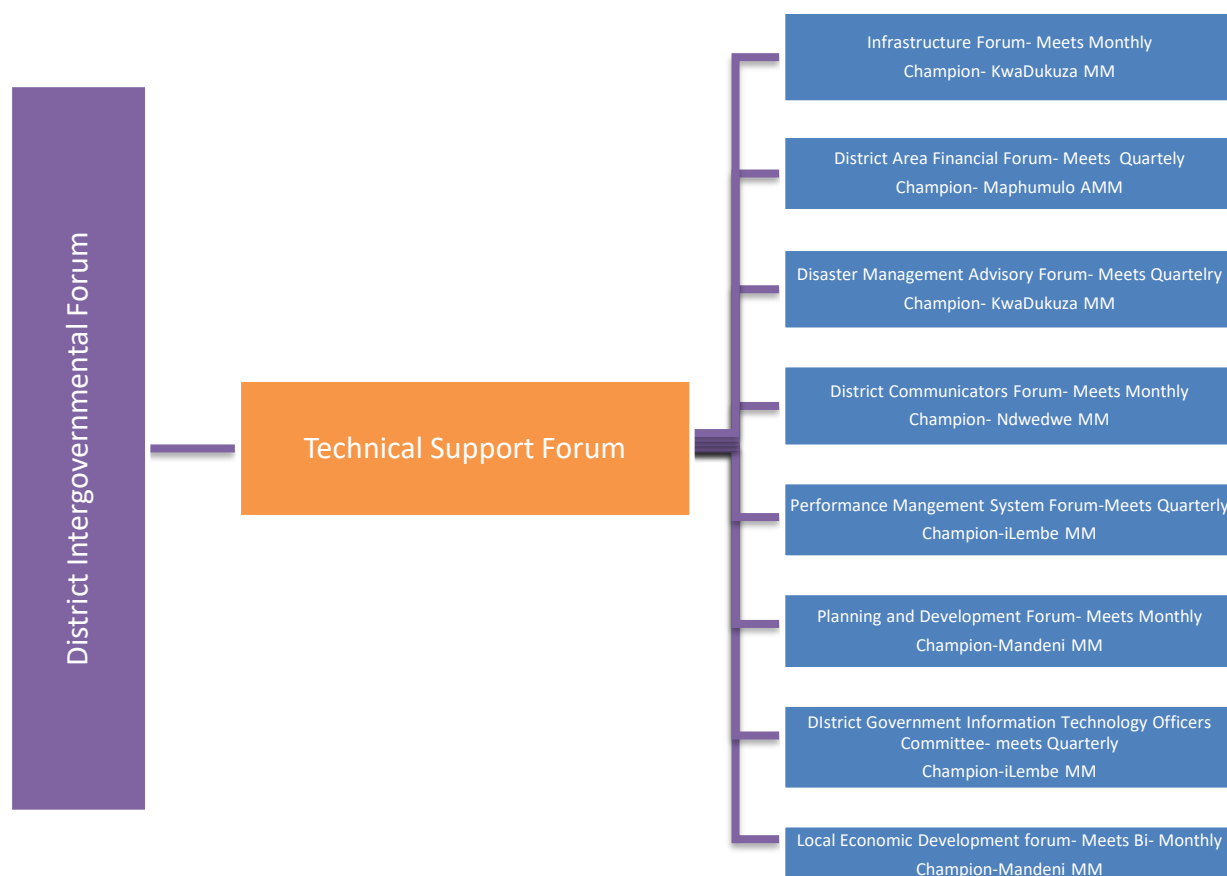 District Intergovernmental Forum
Technical Support Forum
Infrastructure Forum- Meets Monthly
Champion- KwaDukuza MM
District Area Financial Forum- Meets Quartely
Champion- Maphumulo AMM
Disaster Management Advisory Forum- Meets Quartelry
Champion- KwaDukuza MM
District Communicators Forum- Meets Monthly
Champion- Ndwedwe MM
Performance Mangement System Forum-Meets Quarterly
Champion-iLembe MM
Planning and Development Forum- Meets Monthly
Champion-Mandeni MM
DIstrict Government Information Technology Officers
Committee- meets Quarterly
Champion-iLembe MM
Local Economic Development forum- Meets Bi- Monthly
Champion-Mandeni MM